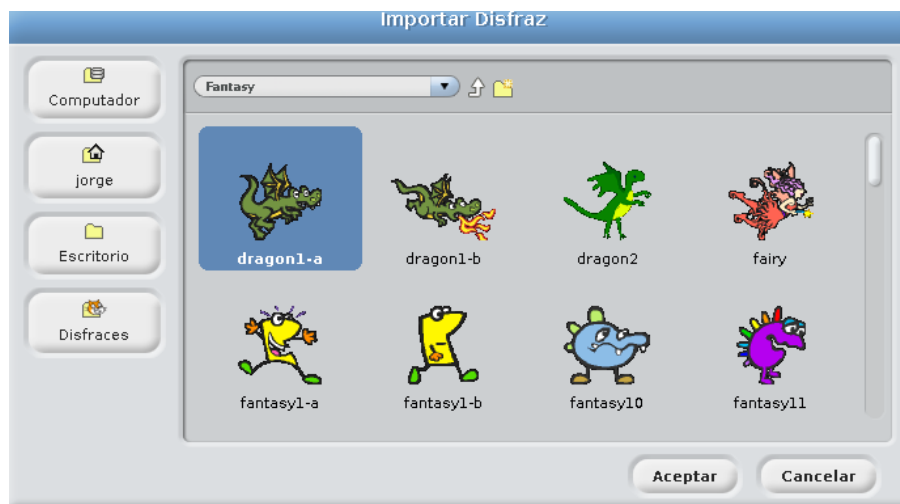 Importar Disfraz
Computador
jorge
Escritorio
Disfraces
Fantasy
dragon1-a
dragon1-b
dragon2
fairy
fantasy1-a
fantasy1-b
fantasy10
fantasy11
Aceptar
Cancelar